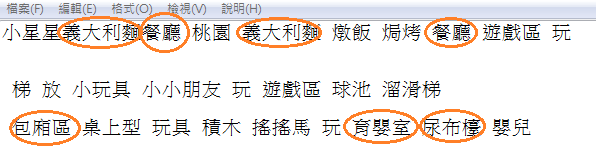 檔案(F) 編輯(E) 格式(O) 檢視(V) 說明(H)
小星星義大利麵餐廳 桃園 義大利麵 燉飯 焗烤 餐廳 遊戲區 玩
梯 放 小玩具 小小朋友 玩 遊戲區 球池 溜滑梯
包廂區 桌上型 玩具 積木 搖搖馬 玩 育嬰室 尿布檯 嬰兒